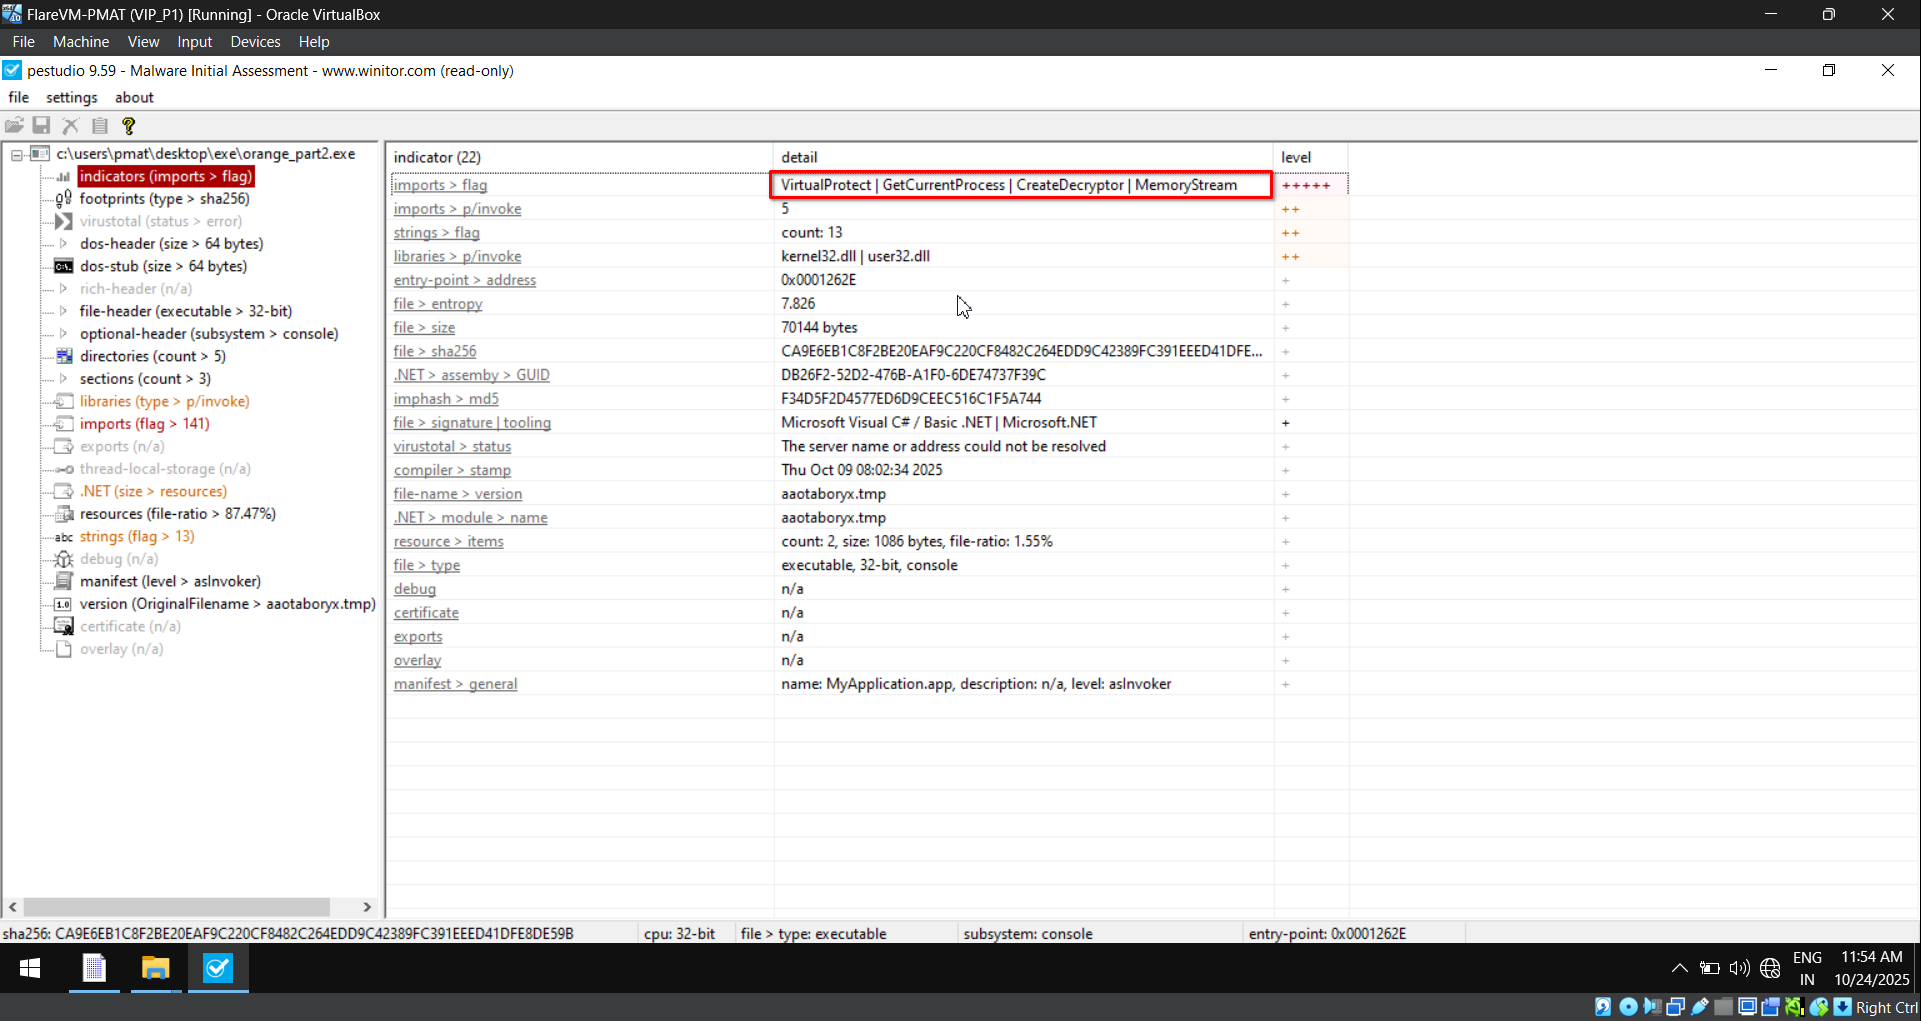 FlareVM-PMAT (VIP_P1) [Running] - Oracle VirtualBox
File Machine View Input Devices Help
pestudio 9.59 - Malware Initial Assessment - www.winitor.com (read-only)
file settings about
c:\users\pmat\desktop\exe\orange_part2.exe
indicators (imports > flag)
footprints (type > sha256)
virustotal (status > error)
dos-header (size > 64 bytes)
dos-stub (size > 64 bytes)
rich-header (n/a)
file-header (executable > 32-bit)
optional-header (subsystem > console)
directories (count > 5)
sections (count > 3)
libraries (type > p/invoke)
imports (flag > 141)
exports (n/a)
thread-local-storage (n/a)
.NET (size > resources)
resources (file-ratio > 87.47%)
abc strings (flag > 13)
debug (n/a)
manifest (level > asInvoker)
1.0 version (OriginalFilename > aaotaboryx.tmp)
certificate (n/a)
overlay (n/a)
indicator (22) detail level
imports > flag VirtualProtect | GetCurrentProcess | CreateDecryptor | MemoryStream +++++
imports > p/invoke 5 ++
strings > flag count: 13 ++
libraries > p/invoke kernel32.dll | user32.dll ++
entry-point > address 0x0001262E +
file > entropy 7.826 +
file > size 70144 bytes +
file > sha256 CA9E6EB1C8F2BE20EAF9C220CF8482C264EDD9C42389FC391EEED41DFE... +
.NET > assemby > GUID DB26F2-52D2-476B-A1F0-6DE74737F39C +
imphash > md5 F34D5F2D4577ED6D9CEEC516C1F5A744 +
file > signature | tooling Microsoft Visual C# / Basic .NET | Microsoft.NET +
virustotal > status The server name or address could not be resolved +
compiler > stamp Thu Oct 09 08:02:34 2025 +
file-name > version aaotaboryx.tmp +
.NET > module > name aaotaboryx.tmp +
resource > items count: 2, size: 1086 bytes, file-ratio: 1.55% +
file > type executable, 32-bit, console +
debug n/a +
certificate n/a +
exports n/a +
overlay n/a +
manifest > general name: MyApplication.app, description: n/a, level: asInvoker +
sha256: CA9E6EB1C8F2BE20EAF9C220CF8482C264EDD9C42389FC391EEED41DFE8DE59B cpu: 32-bit file > type: executable subsystem: console entry-point: 0x0001262E
ENG 11:54 AM
IN 10/24/2025
Right Ctrl